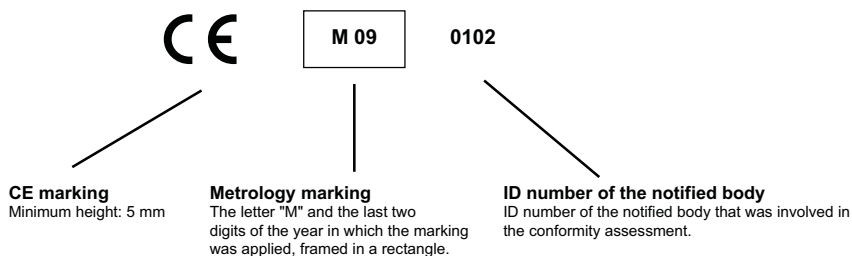 CE M 09 0102
CE marking
Minimum height: 5 mm
Metrology marking
The letter "M" and the last two
digits of the year in which the marking
was applied, framed in a rectangle.
ID number of the notified body
ID number of the notified body that was involved in
the conformity assessment.